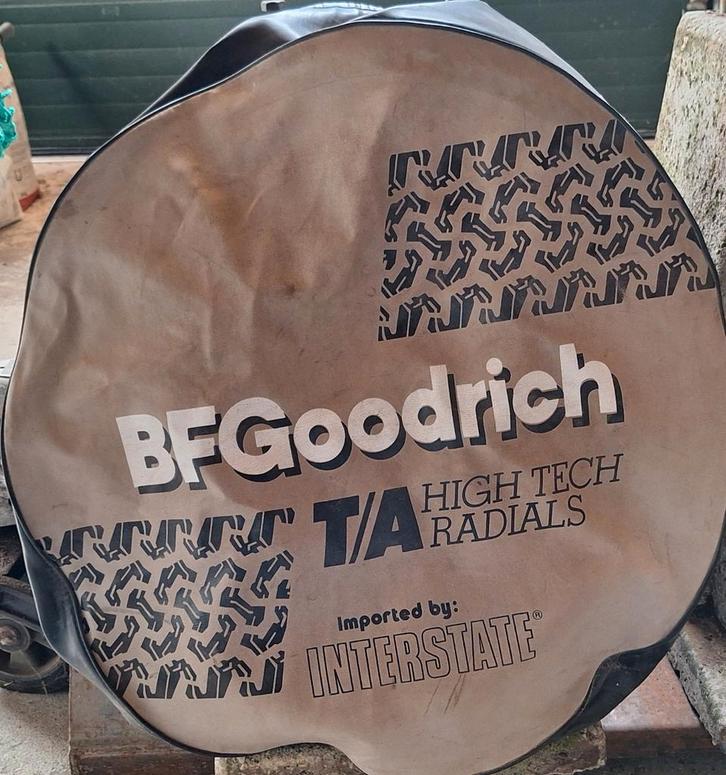 BFGoodrich
T/A HIGH TECH
RADIALS
Imported by:
INTERSTATE®